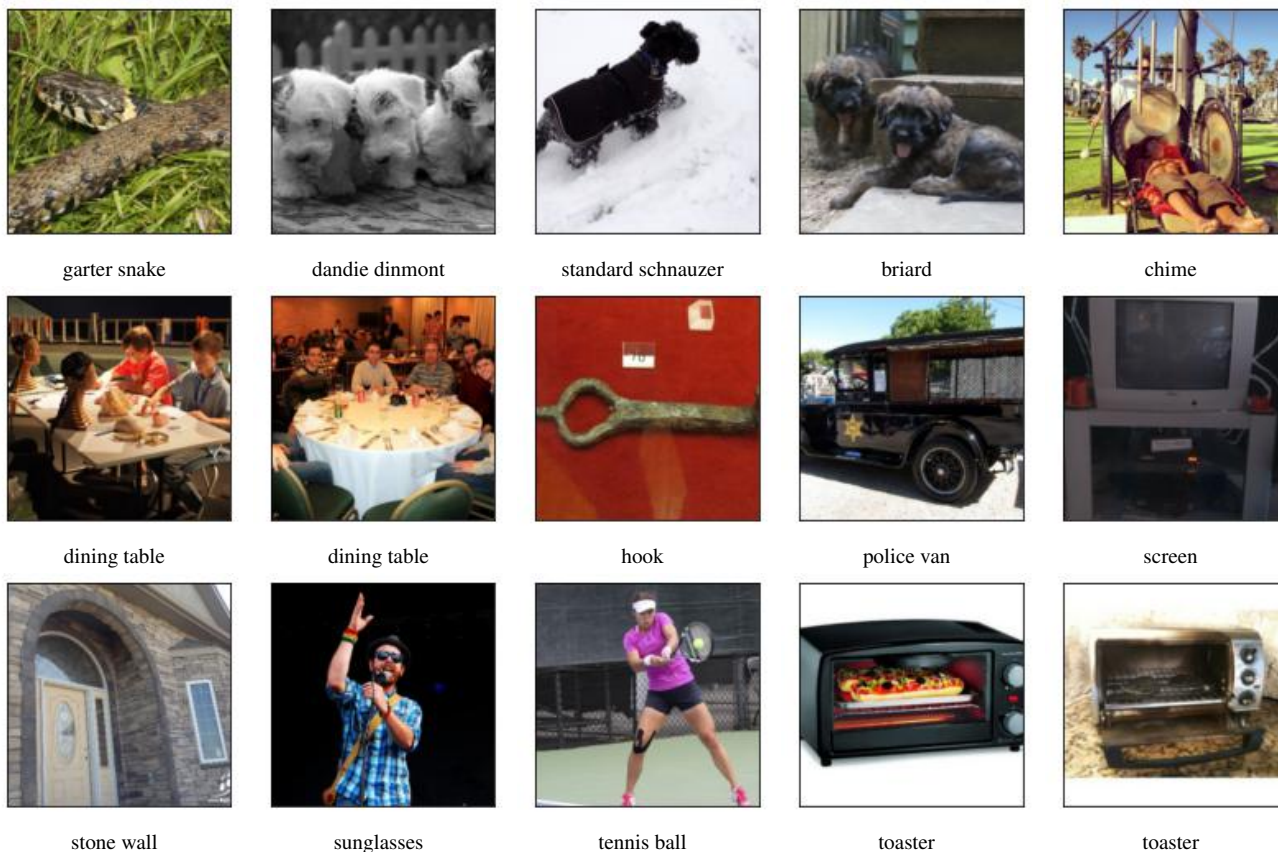 garter snake
dandie dinmont
standard schnauzer
briard
chime
dining table
dining table
hook
police van
screen
stone wall
sunglasses
tennis ball
toaster
toaster